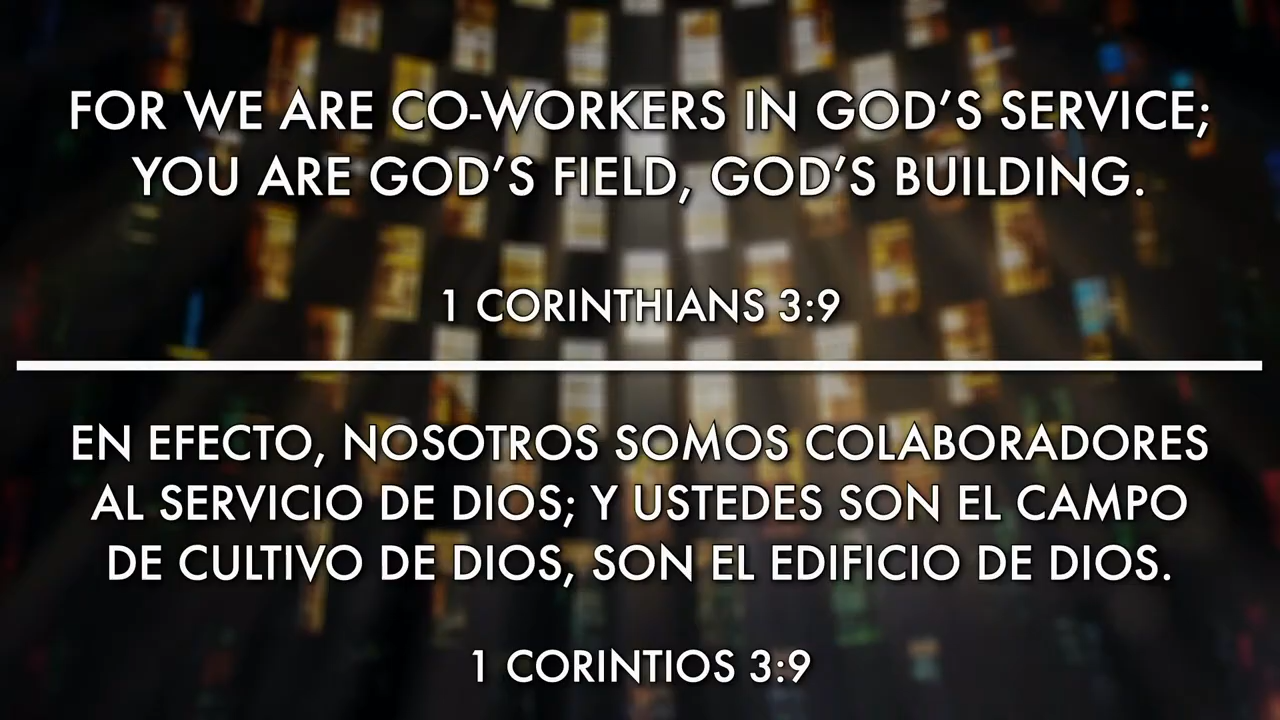 FOR WE ARE CO-WORKERS IN GOD’S SERVICE;
YOU ARE GOD’S FIELD, GOD’S BUILDING.
1 CORINTHIANS 3:9
EN EFECTO, NOSOTROS SOMOS COLABORADORES
AL SERVICIO DE DIOS; Y USTEDES SON EL CAMPO
DE CULTIVO DE DIOS, SON EL EDIFICIO DE DIOS.
1 CORINTIOS 3:9